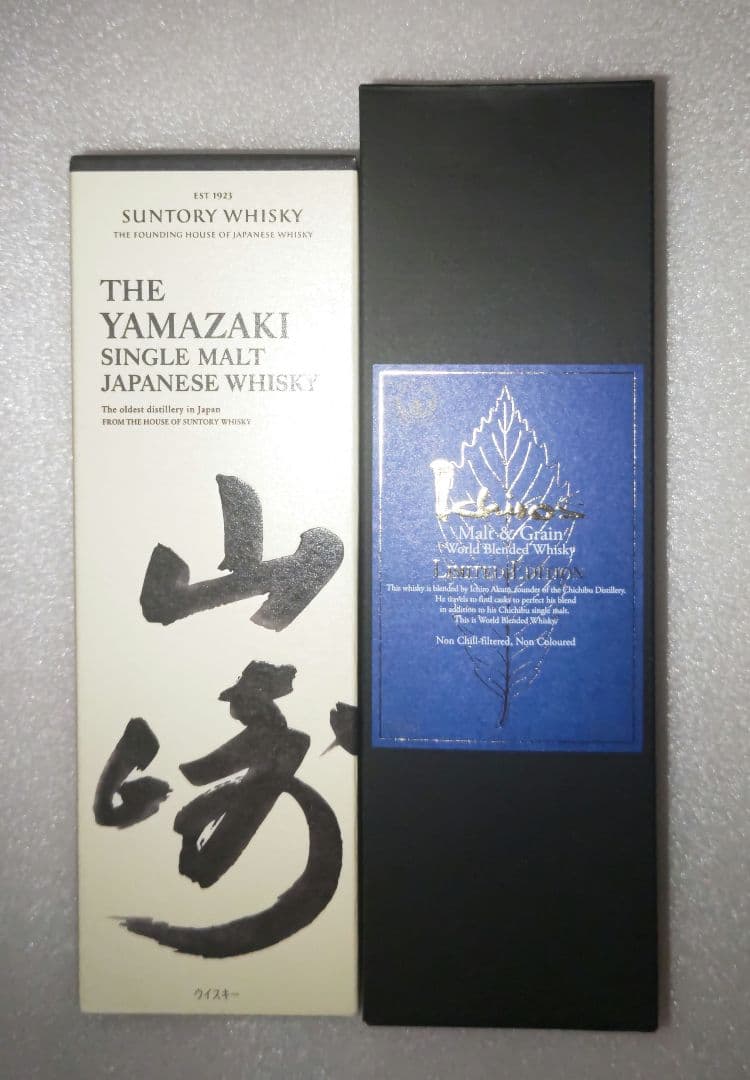 EST 1923
SUNTORY WHISKY
THE FOUNDING HOUSE OF JAPANESE WHISKY
THE
YAMAZAKI
SINGLE MALT
JAPANESE WHISKY
The oldest distillery in Japan
FROM THE HOUSE OF SUNTORY WHISKY
山
崎
ウイスキー
Ichiro's
Malt & Grain
World Blended Whisky
LIMITED EDITION
This whisky is blended by Ichiro Akuto, founder of the Chichibu Distillery.
He travels to find casks to perfect his blend
in addition to his Chichibu single malt.
This is World Blended Whisky.
Non Chill-filtered, Non Coloured